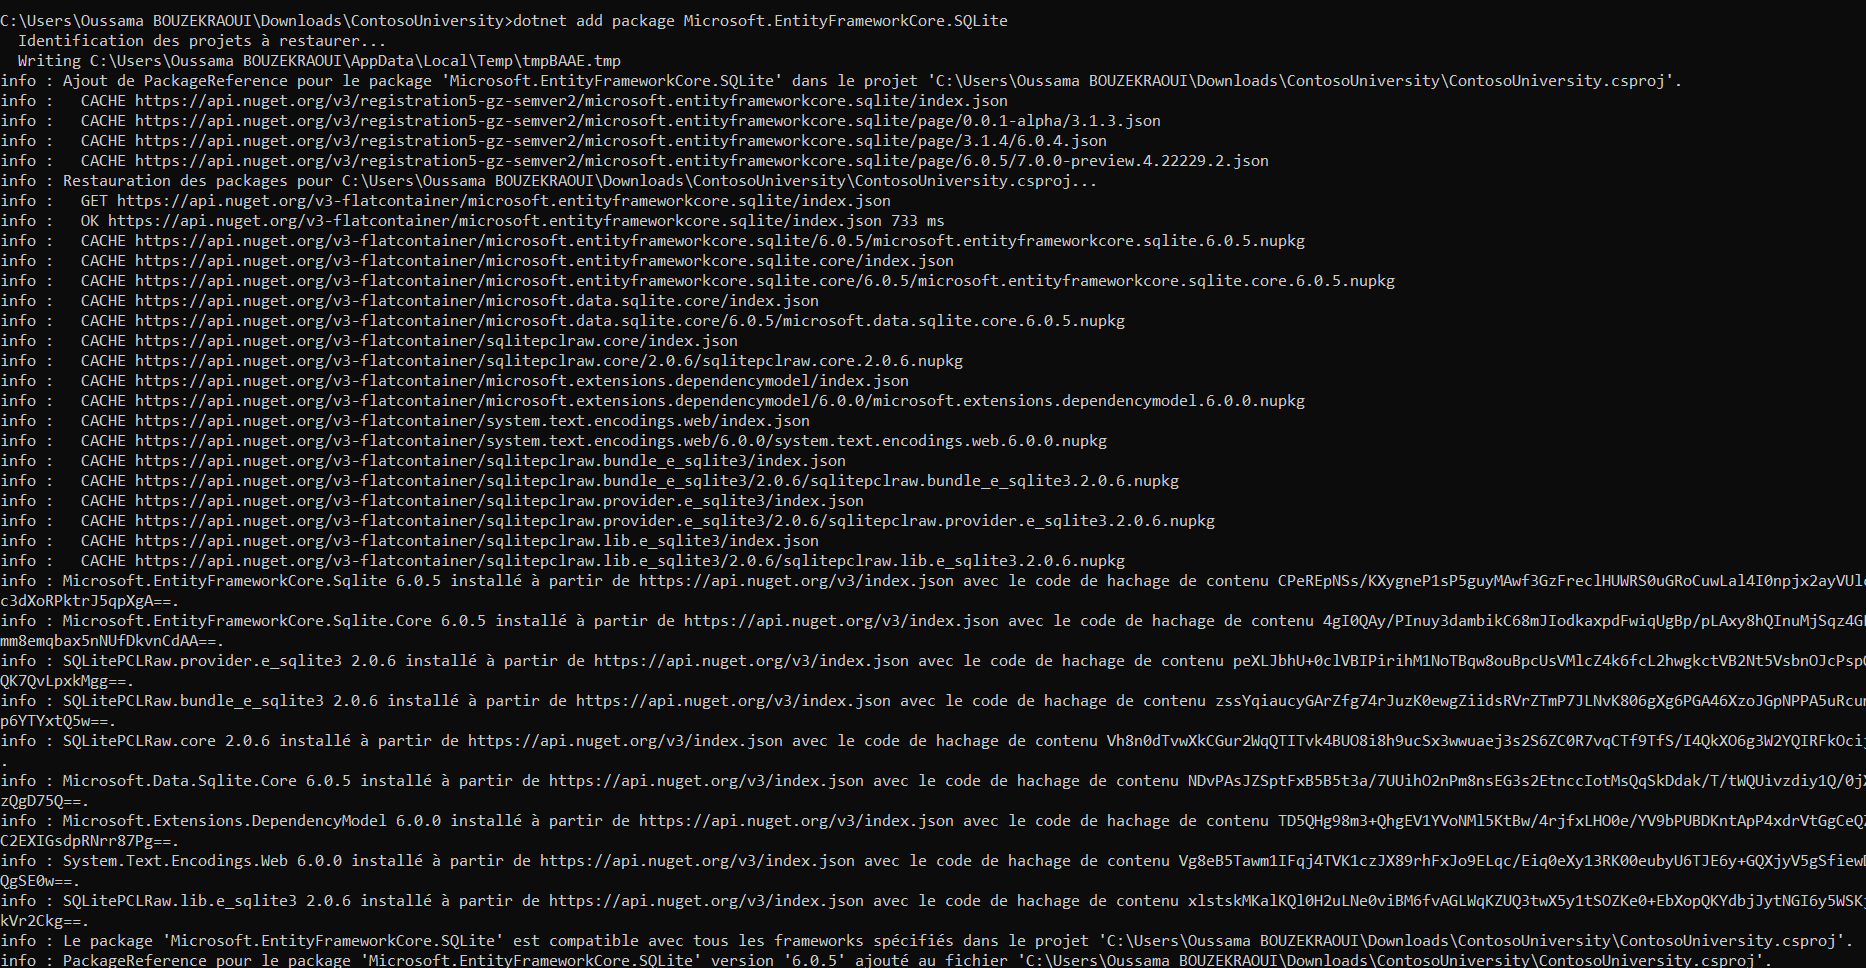 C:\Users\Oussama BOUZEKRAOUI\Downloads\ContosoUniversity>dotnet add package Microsoft.EntityFrameworkCore.SQLite
  Identification des projets à restaurer...
  Writing C:\Users\Oussama BOUZEKRAOUI\AppData\Local\Temp\tmpBAAE.tmp
info : Ajout de PackageReference pour le package 'Microsoft.EntityFrameworkCore.SQLite' dans le projet 'C:\Users\Oussama BOUZEKRAOUI\Downloads\ContosoUniversity\ContosoUniversity.csproj'.
info :   CACHE https://api.nuget.org/v3/registration5-gz-semver2/microsoft.entityframeworkcore.sqlite/index.json
info :   CACHE https://api.nuget.org/v3/registration5-gz-semver2/microsoft.entityframeworkcore.sqlite/page/0.0.1-alpha/3.1.3.json
info :   CACHE https://api.nuget.org/v3/registration5-gz-semver2/microsoft.entityframeworkcore.sqlite/page/3.1.4/6.0.4.json
info :   CACHE https://api.nuget.org/v3/registration5-gz-semver2/microsoft.entityframeworkcore.sqlite/page/6.0.5/7.0.0-preview.4.22229.2.json
info : Restauration des packages pour C:\Users\Oussama BOUZEKRAOUI\Downloads\ContosoUniversity\ContosoUniversity.csproj...
info :   GET https://api.nuget.org/v3-flatcontainer/microsoft.entityframeworkcore.sqlite/index.json
info :   OK https://api.nuget.org/v3-flatcontainer/microsoft.entityframeworkcore.sqlite/index.json 733 ms
info :   CACHE https://api.nuget.org/v3-flatcontainer/microsoft.entityframeworkcore.sqlite/6.0.5/microsoft.entityframeworkcore.sqlite.6.0.5.nupkg
info :   CACHE https://api.nuget.org/v3-flatcontainer/microsoft.entityframeworkcore.sqlite.core/index.json
info :   CACHE https://api.nuget.org/v3-flatcontainer/microsoft.entityframeworkcore.sqlite.core/6.0.5/microsoft.entityframeworkcore.sqlite.core.6.0.5.nupkg
info :   CACHE https://api.nuget.org/v3-flatcontainer/microsoft.data.sqlite.core/index.json
info :   CACHE https://api.nuget.org/v3-flatcontainer/microsoft.data.sqlite.core/6.0.5/microsoft.data.sqlite.core.6.0.5.nupkg
info :   CACHE https://api.nuget.org/v3-flatcontainer/sqlitepclraw.core/index.json
info :   CACHE https://api.nuget.org/v3-flatcontainer/sqlitepclraw.core/2.0.6/sqlitepclraw.core.2.0.6.nupkg
info :   CACHE https://api.nuget.org/v3-flatcontainer/microsoft.extensions.dependencymodel/index.json
info :   CACHE https://api.nuget.org/v3-flatcontainer/microsoft.extensions.dependencymodel/6.0.0/microsoft.extensions.dependencymodel.6.0.0.nupkg
info :   CACHE https://api.nuget.org/v3-flatcontainer/system.text.encodings.web/index.json
info :   CACHE https://api.nuget.org/v3-flatcontainer/system.text.encodings.web/6.0.0/system.text.encodings.web.6.0.0.nupkg
info :   CACHE https://api.nuget.org/v3-flatcontainer/sqlitepclraw.bundle_e_sqlite3/index.json
info :   CACHE https://api.nuget.org/v3-flatcontainer/sqlitepclraw.bundle_e_sqlite3/2.0.6/sqlitepclraw.bundle_e_sqlite3.2.0.6.nupkg
info :   CACHE https://api.nuget.org/v3-flatcontainer/sqlitepclraw.provider.e_sqlite3/index.json
info :   CACHE https://api.nuget.org/v3-flatcontainer/sqlitepclraw.provider.e_sqlite3/2.0.6/sqlitepclraw.provider.e_sqlite3.2.0.6.nupkg
info :   CACHE https://api.nuget.org/v3-flatcontainer/sqlitepclraw.lib.e_sqlite3/index.json
info :   CACHE https://api.nuget.org/v3-flatcontainer/sqlitepclraw.lib.e_sqlite3/2.0.6/sqlitepclraw.lib.e_sqlite3.2.0.6.nupkg
info : Microsoft.EntityFrameworkCore.Sqlite 6.0.5 installé à partir de https://api.nuget.org/v3/index.json avec le code de hachage de contenu CPeREpNSs/KXygneP1sP5guyMAwf3GzFreclHUWRS0uGRoCuwLal4I0npjx2ayVUl
c3dXoRPktrJ5qpXgA==.
info : Microsoft.EntityFrameworkCore.Sqlite.Core 6.0.5 installé à partir de https://api.nuget.org/v3/index.json avec le code de hachage de contenu 4gI0QAy/PInuy3dambikC68mJIodkaxpdFwiqUgBp/pLAxy8hQInuMjSqz4G
mm8emqbax5nNUfDkvnCdAA==.
info : SQLitePCLRaw.provider.e_sqlite3 2.0.6 installé à partir de https://api.nuget.org/v3/index.json avec le code de hachage de contenu peXLJbhU+0clVBIPirihM1NoTBqw8ouBpcUsVMlcZ4k6fcL2hwgkctVB2Nt5VsbnOJcPsp
QK7QvLpxkMgg==.
info : SQLitePCLRaw.bundle_e_sqlite3 2.0.6 installé à partir de https://api.nuget.org/v3/index.json avec le code de hachage de contenu zssYqiaucyGArZfg74rJuzK0ewgZiidsRVrZTmP7JLNvK806gXg6PGA46XzoJGpNPPA5uRcu
p6YTYxtQ5w==.
info : SQLitePCLRaw.core 2.0.6 installé à partir de https://api.nuget.org/v3/index.json avec le code de hachage de contenu Vh8n0dTvwXkCGur2WqQTITvk4BUO8i8h9ucSx3wwuaej3s2S6ZC0R7vqCTf9TfS/I4QkXO6g3W2YQIRFkOci
.
info : Microsoft.Data.Sqlite.Core 6.0.5 installé à partir de https://api.nuget.org/v3/index.json avec le code de hachage de contenu NDvPAsJZSptFxB5B5t3a/7UUihO2nPm8nsEG3s2EtnccIotMsQqSkDdak/T/tWQUivzdiy1Q/0j
zQgD75Q==.
info : Microsoft.Extensions.DependencyModel 6.0.0 installé à partir de https://api.nuget.org/v3/index.json avec le code de hachage de contenu TD5QHg98m3+QhgEV1YVoNMl5KtBw/4rjfxLHO0e/YV9bPUBDKntApP4xdrVtGgCeQ
C2EXIGsdpRNrr87Pg==.
info : System.Text.Encodings.Web 6.0.0 installé à partir de https://api.nuget.org/v3/index.json avec le code de hachage de contenu Vg8eB5Tawm1IFqj4TVK1czJX89rhFxJo9ELqc/Eiq0eXy13RK00eubyU6TJE6y+GQXjyV5gSfiew
QgSE0w==.
info : SQLitePCLRaw.lib.e_sqlite3 2.0.6 installé à partir de https://api.nuget.org/v3/index.json avec le code de hachage de contenu xlstskMKalKQl0H2uLNe0viBM6fvAGLWqKZUQ3twX5y1tSOZKe0+EbXopQKYdbjJytNGI6y5WSK
kVr2Ckg==.
info : Le package 'Microsoft.EntityFrameworkCore.SQLite' est compatible avec tous les frameworks spécifiés dans le projet 'C:\Users\Oussama BOUZEKRAOUI\Downloads\ContosoUniversity\ContosoUniversity.csproj'.
info : PackageReference pour le package 'Microsoft.EntityFrameworkCore.SQLite' version '6.0.5' ajouté au fichier 'C:\Users\Oussama BOUZEKRAOUI\Downloads\ContosoUniversity\ContosoUniversity.csproj'.